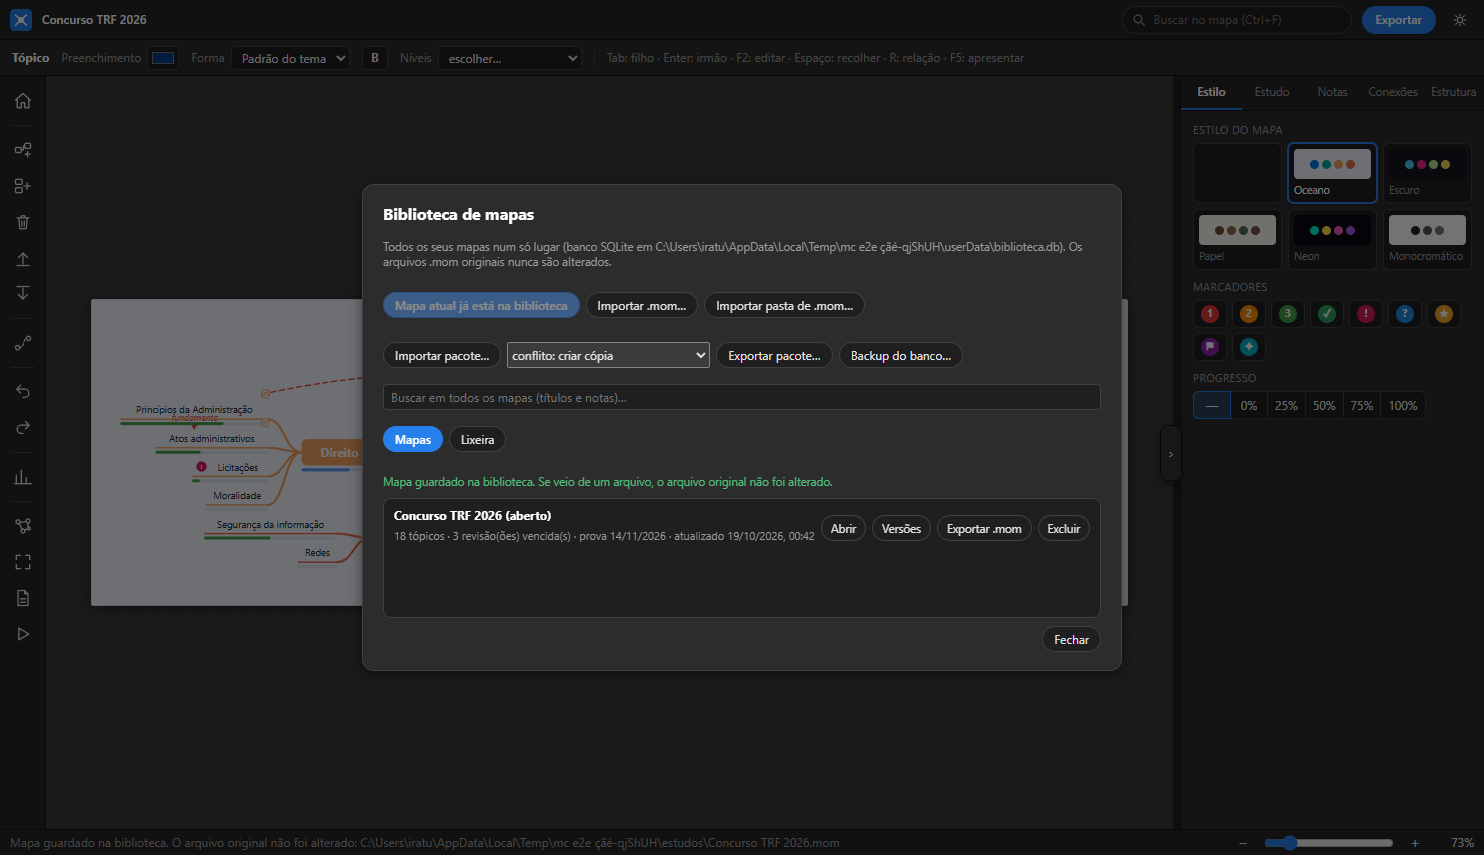 Concurso TRF 2026
Buscar no mapa (Ctrl+F)
Exportar
Tópico
Preenchimento
Forma
Padrão do tema
B
Níveis
escolher...
Tab: filho · Enter: irmão · F2: editar · Espaço: recolher · R: relação · F5: apresentar
Estilo
Estudo
Notas
Conexões
Estrutura
ESTILO DO MAPA
Oceano
Escuro
Papel
Neon
Monocromático
MARCADORES
1
2
3
✓
!
?
★
PROGRESSO
—
0%
25%
50%
75%
100%
Biblioteca de mapas
Todos os seus mapas num só lugar (banco SQLite em C:\Users\iratu\AppData\Local\Temp\mc e2e çãé-qjShUH\userData\biblioteca.db). Os
arquivos .mom originais nunca são alterados.
Mapa atual já está na biblioteca
Importar .mom...
Importar pasta de .mom...
Importar pacote...
conflito: criar cópia
Exportar pacote...
Backup do banco...
Buscar em todos os mapas (títulos e notas)...
Mapas
Lixeira
Mapa guardado na biblioteca. Se veio de um arquivo, o arquivo original não foi alterado.
Concurso TRF 2026 (aberto)
18 tópicos · 3 revisão(ões) vencida(s) · prova 14/11/2026 · atualizado 19/10/2026, 00:42
Abrir
Versões
Exportar .mom
Excluir
Fechar
Princípios da Administração
fundamenta
Atos administrativos
!
Licitações
Moralidade
Direito
Segurança da informação
Redes
Mapa guardado na biblioteca. O arquivo original não foi alterado: C:\Users\iratu\AppData\Local\Temp\mc e2e çãé-qjShUH\estudos\Concurso TRF 2026.mom
−
+
73%